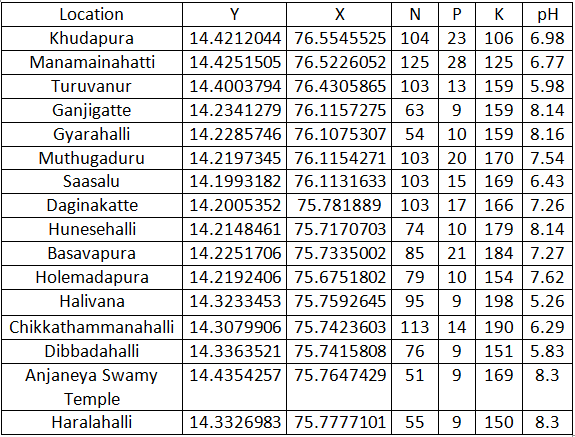 Location Y X N P K pH
Khudapura 14.4212044 76.5545525 104 23 106 6.98
Manamainahatti 14.4251505 76.5226052 125 28 125 6.77
Turuvanur 14.4003794 76.4305865 103 13 159 5.98
Ganjigatte 14.2341279 76.1157275 63 9 159 8.14
Gyarahalli 14.2285746 76.1075307 54 10 159 8.16
Muthugaduru 14.2197345 76.1154271 103 20 170 7.54
Saasalu 14.1993182 76.1131633 103 15 169 6.43
Daginakatte 14.2005352 75.781889 103 17 166 7.26
Hunesehalli 14.2148461 75.7170703 74 10 179 8.14
Basavapura 14.2251706 75.7335002 85 21 184 7.27
Holemadapura 14.2192406 75.6751802 79 10 154 7.62
Halivana 14.3233453 75.7592645 95 9 198 5.26
Chikkathammanahalli 14.3079906 75.7423603 113 14 190 6.29
Dibbadahalli 14.3363521 75.7415808 76 9 151 5.83
Anjaneya Swamy
Temple 14.4354257 75.7647429 51 9 169 8.3
Haralahalli 14.3326983 75.7777101 55 9 150 8.3